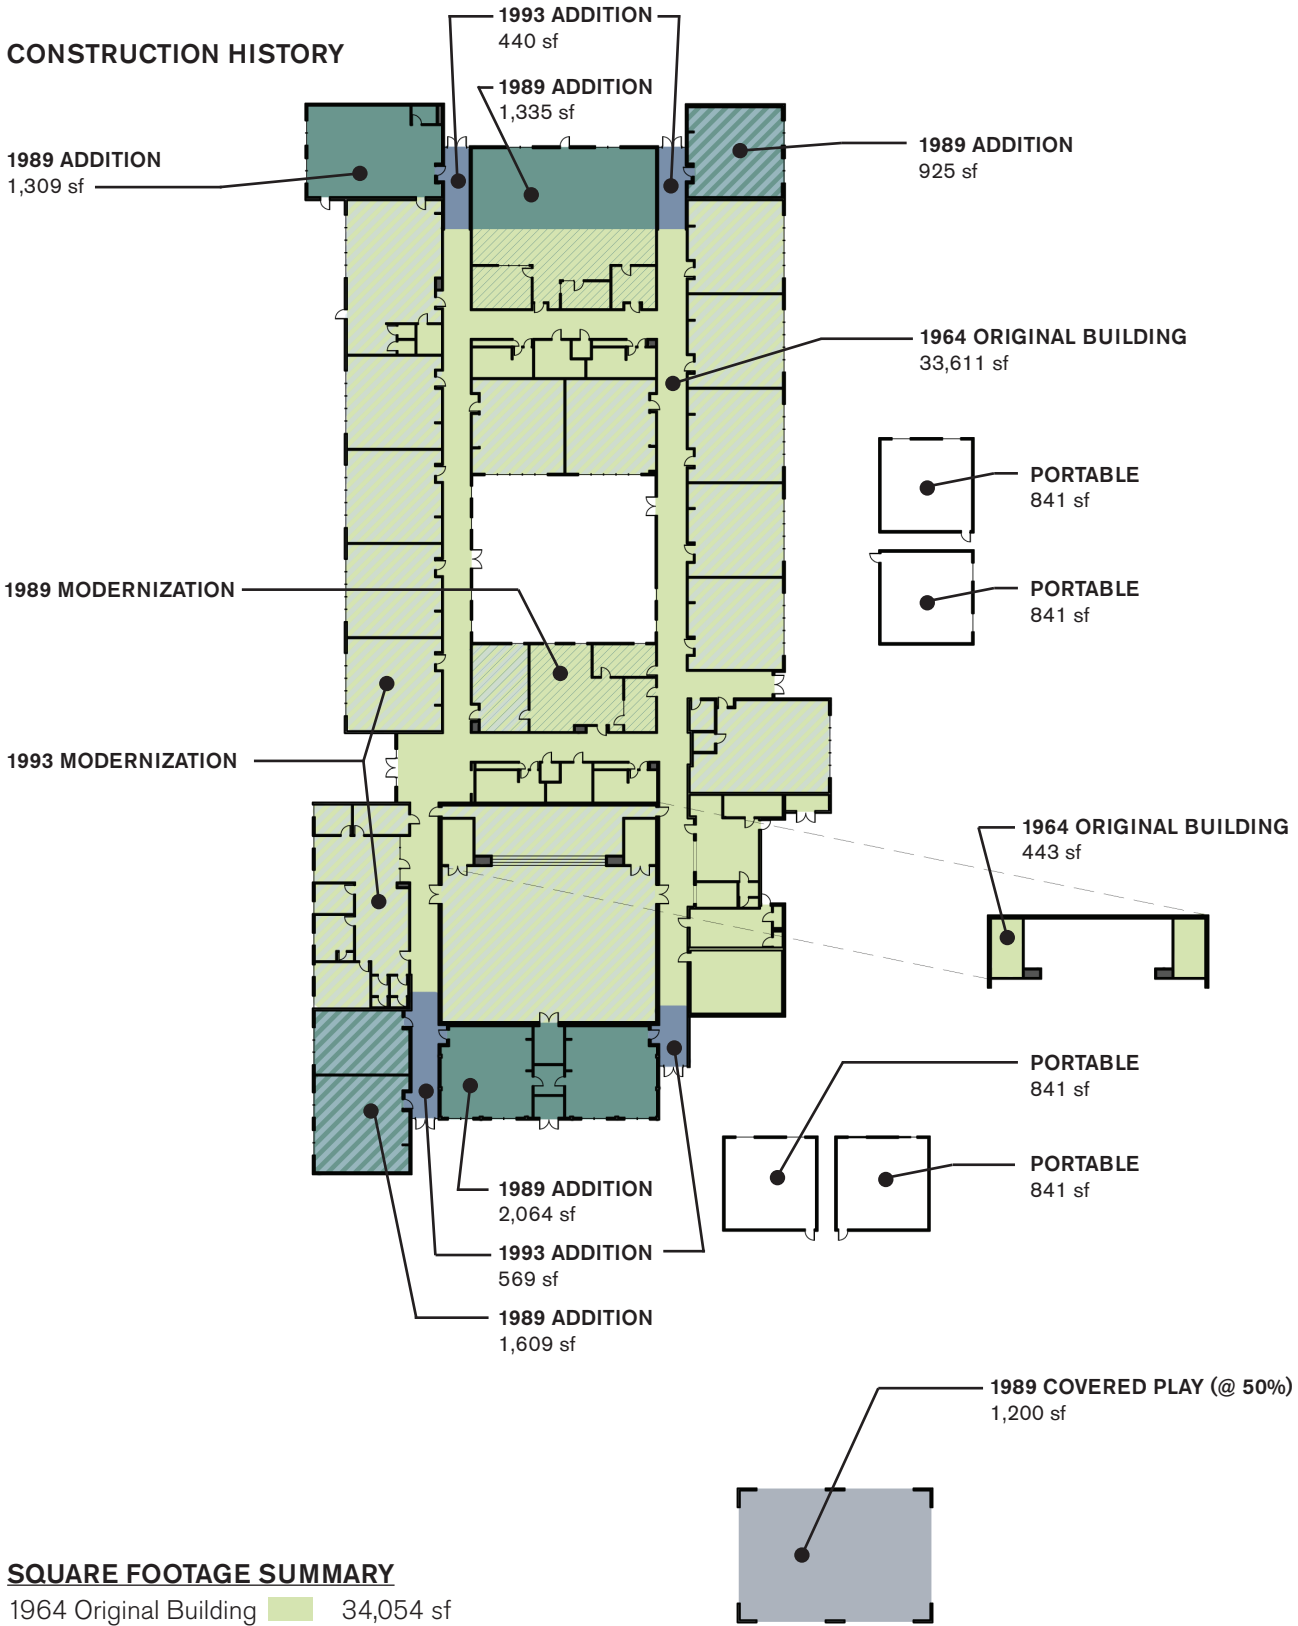 1993 ADDITION
440 sf
CONSTRUCTION HISTORY
1989 ADDITION
1,335 sf
1989 ADDITION
925 sf
1989 ADDITION
1,309 sf
1964 ORIGINAL BUILDING
33,611 sf
PORTABLE
841 sf
1989 MODERNIZATION
PORTABLE
841 sf
1993 MODERNIZATION
1964 ORIGINAL BUILDING
443 sf
PORTABLE
841 sf
PORTABLE
841 sf
1989 ADDITION
2,064 sf
1993 ADDITION
569 sf
1989 ADDITION
1,609 sf
1989 COVERED PLAY (@ 50%)
1,200 sf
SQUARE FOOTAGE SUMMARY
1964 Original Building 34,054 sf